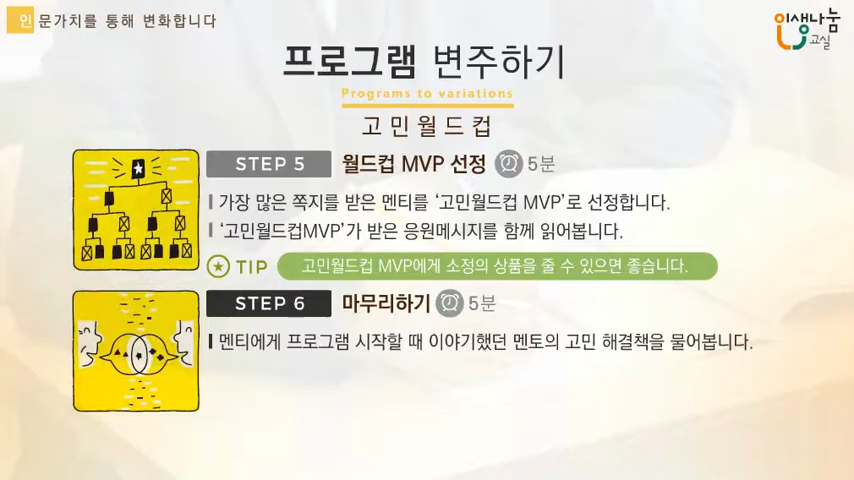 인문가치를 통해 변화합니다
인생나눔
교실
프로그램 변주하기
Programs to variations
고민월드컵
STEP 5 월드컵 MVP 선정 5분
가장 많은 쪽지를 받은 멘티를 ‘고민월드컵 MVP’로 선정합니다.
‘고민월드컵MVP’가 받은 응원메시지를 함께 읽어봅니다.
TIP 고민월드컵 MVP에게 소정의 상품을 줄 수 있으면 좋습니다.
STEP 6 마무리하기 5분
멘티에게 프로그램 시작할 때 이야기했던 멘토의 고민 해결책을 물어봅니다.